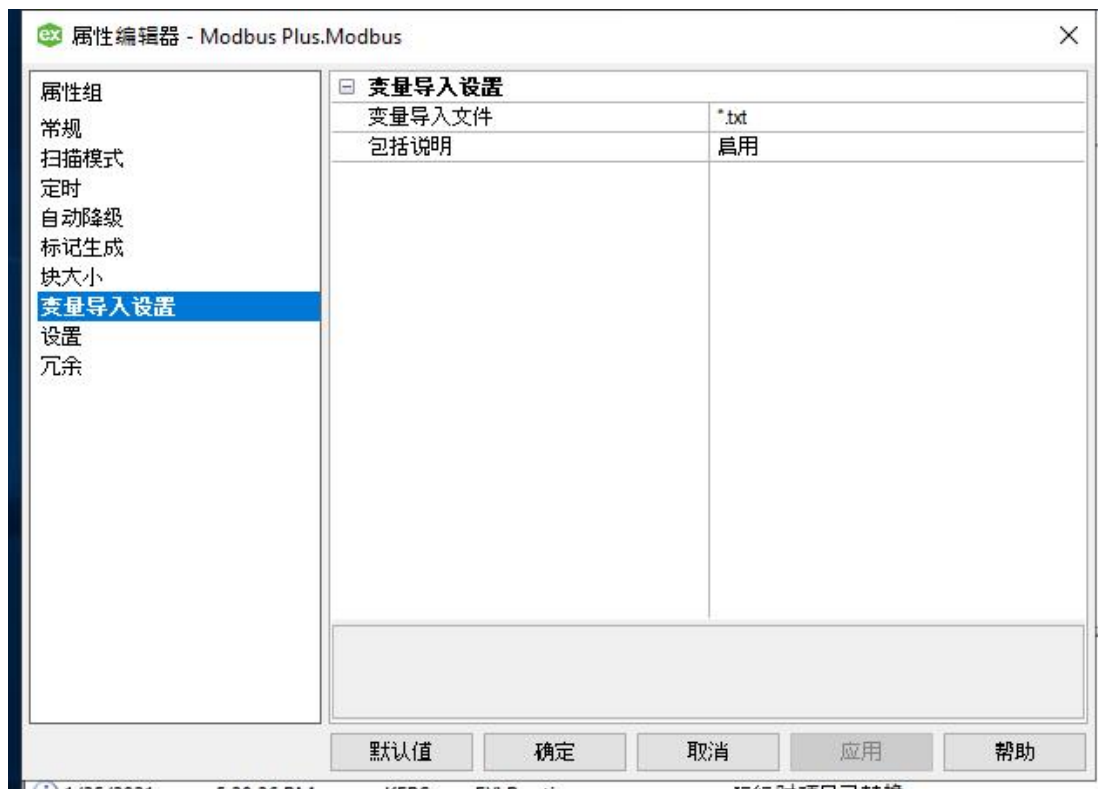 ex 属性编辑器 - Modbus Plus.Modbus
属性组
常规
扫描模式
定时
自动降级
标记生成
块大小
变量导入设置
设置
冗余
变量导入设置
变量导入文件 *.txt
包括说明 启用
默认值 确定 取消 应用 帮助